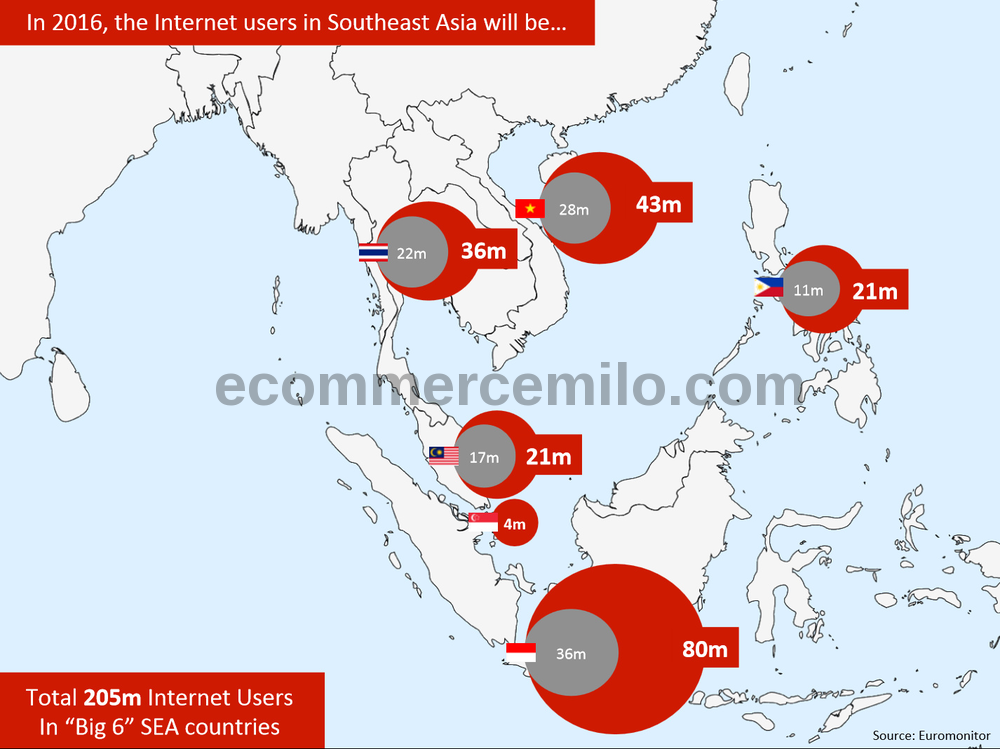 In 2016, the Internet users in Southeast Asia will be…
28m
43m
22m
36m
11m
21m
ecommercemilo.com
17m
21m
4m
36m
80m
Total 205m Internet Users
In “Big 6” SEA countries
Source: Euromonitor